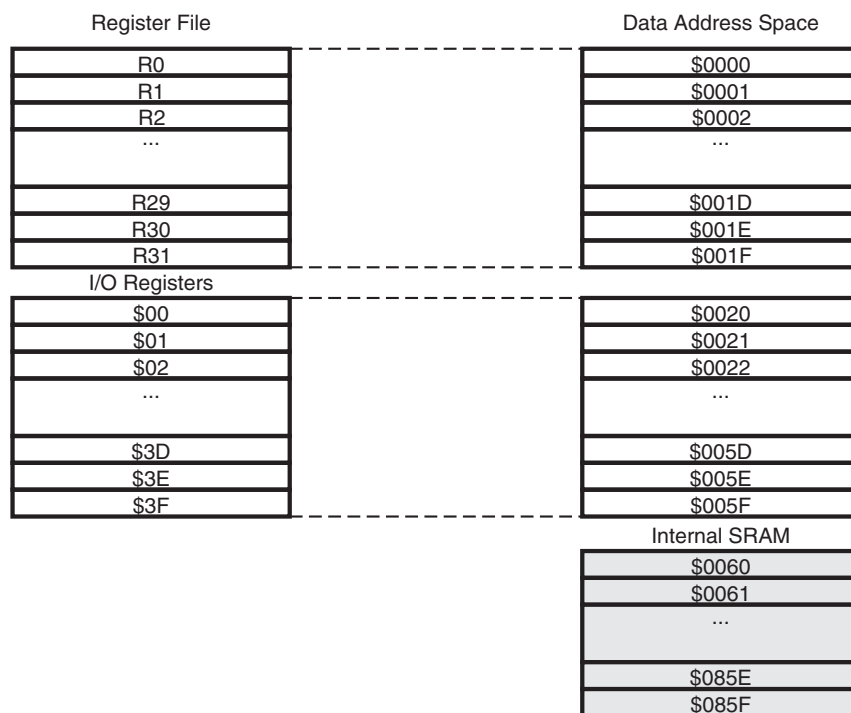 Register File
Data Address Space
R0
$0000
R1
$0001
R2
$0002
...
...
R29
$001D
R30
$001E
R31
$001F
I/O Registers
$00
$0020
$01
$0021
$02
$0022
...
...
$3D
$005D
$3E
$005E
$3F
$005F
Internal SRAM
$0060
$0061
...
$085E
$085F